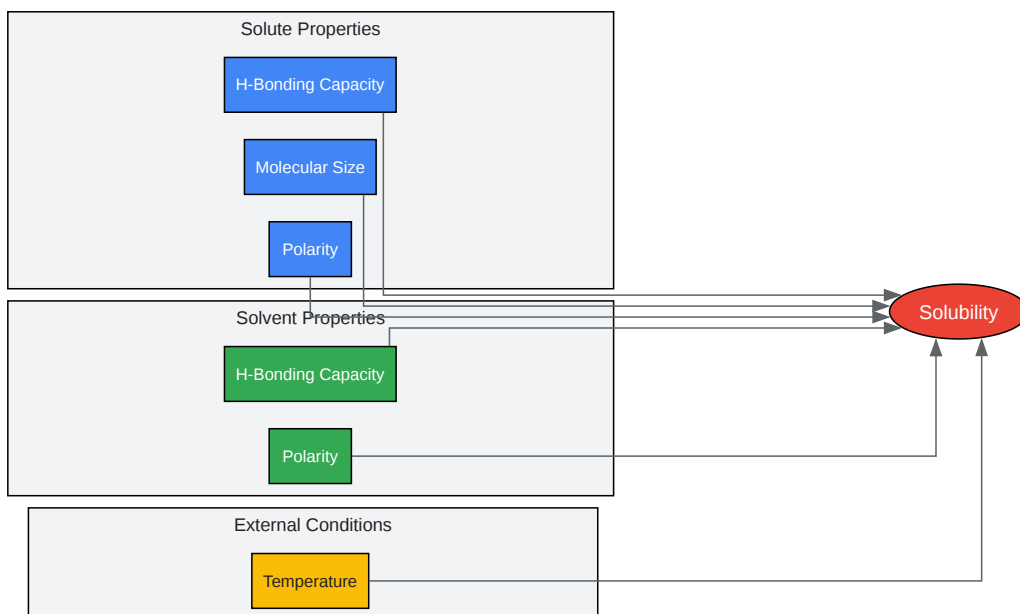 Solute Properties
H-Bonding Capacity
Molecular Size
Polarity
Solvent Properties
H-Bonding Capacity
Polarity
External Conditions
Temperature
Solubility